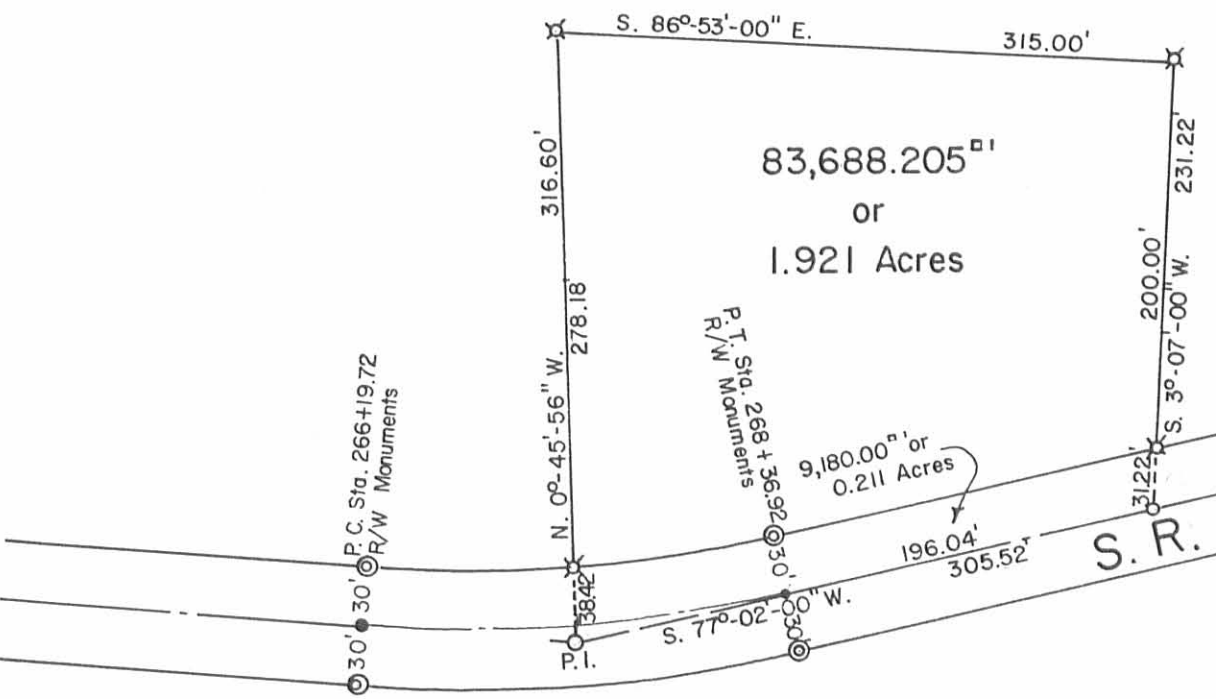 S. 86°-53'-00" E.
315.00'
316.60'
231.22'
83,688.205□'
or
1.921 Acres
N. 0°-45'-56" W.
278.18'
200.00'
S. 3°-07'-00" W.
P.C. Sta. 266+19.72
R/W Monuments
P.T. Sta. 268+36.92
R/W Monuments
9,180.00□' or
0.211 Acres
31.22'
196.04'
305.52'
S. R.
30'
30'
38.42
30'
30'
S. 77°-02'-00" W.
P.I.